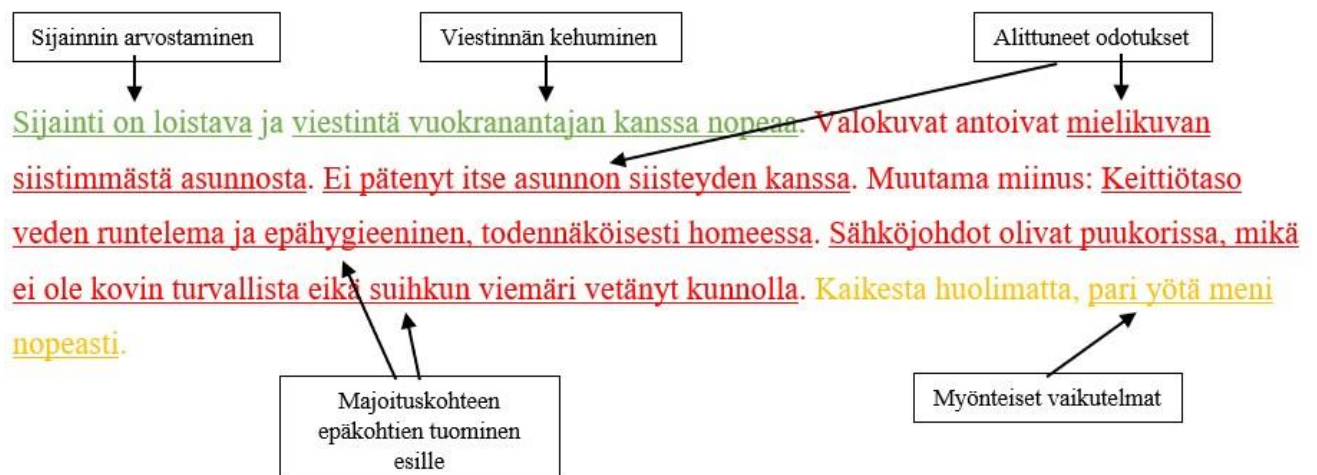 Sijainnin arvostaminen
Viestinnän kehuminen
Alittuneet odotukset
Sijainti on loistava ja viestintä vuokranantajan kanssa nopeaa. Valokuvat antoivat mielikuvan
siistimmästä asunnosta. Ei pätenyt itse asunnon siisteyden kanssa. Muutama miinus: Keittiötaso
veden runtelema ja epähygieeninen, todennäköisesti homeessa. Sähköjohdot olivat puukorissa, mikä
ei ole kovin turvallista eikä suihkun viemäri vetänyt kunnolla. Kaikesta huolimatta, pari yötä meni
nopeasti.
Majoituskohteen
epäkohtien tuominen
esille
Myönteiset vaikutelmat